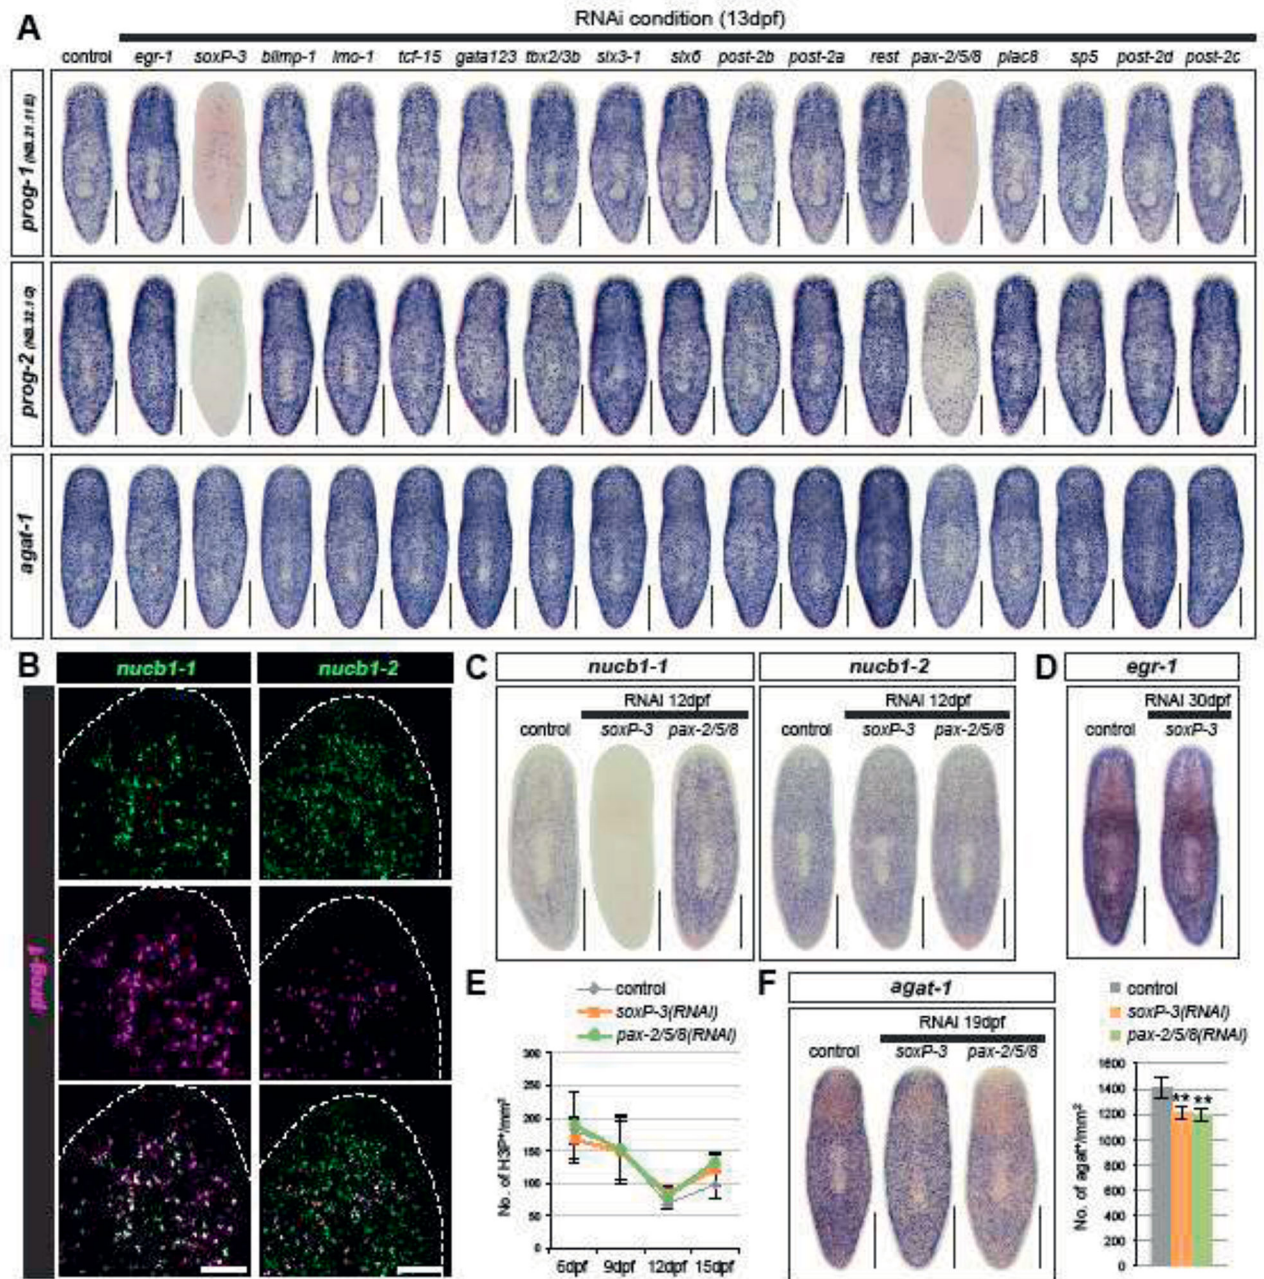 A
RNAi condition (13dpf)
control egr-1 soxP-3 blimp-1 lmo-1 tcf-15 gata123 tbx2/3b six3-1 six6 post-2b post-2a rest pax-2/5/8 plac8 sp5 post-2d post-2c
prog-1 (NB.21.11E)
prog-2 (NB.32.1G)
agat-1
B nucb1-1 nucb1-2
prog-1
C nucb1-1 nucb1-2
RNAi 12dpf RNAi 12dpf
control soxP-3 pax-2/5/8 control soxP-3 pax-2/5/8
D egr-1
RNAi 30dpf
control soxP-3
E
control
soxP-3(RNAi)
pax-2/5/8(RNAi)
No. of H3P+/mm²
300
250
200
150
100
50
0
6dpf 9dpf 12dpf 15dpf
F agat-1
RNAi 19dpf
control soxP-3 pax-2/5/8
control
soxP-3(RNAi)
pax-2/5/8(RNAi)
No. of agat+/mm²
1600
1400
1200
1000
800
600
400
200
0
** **